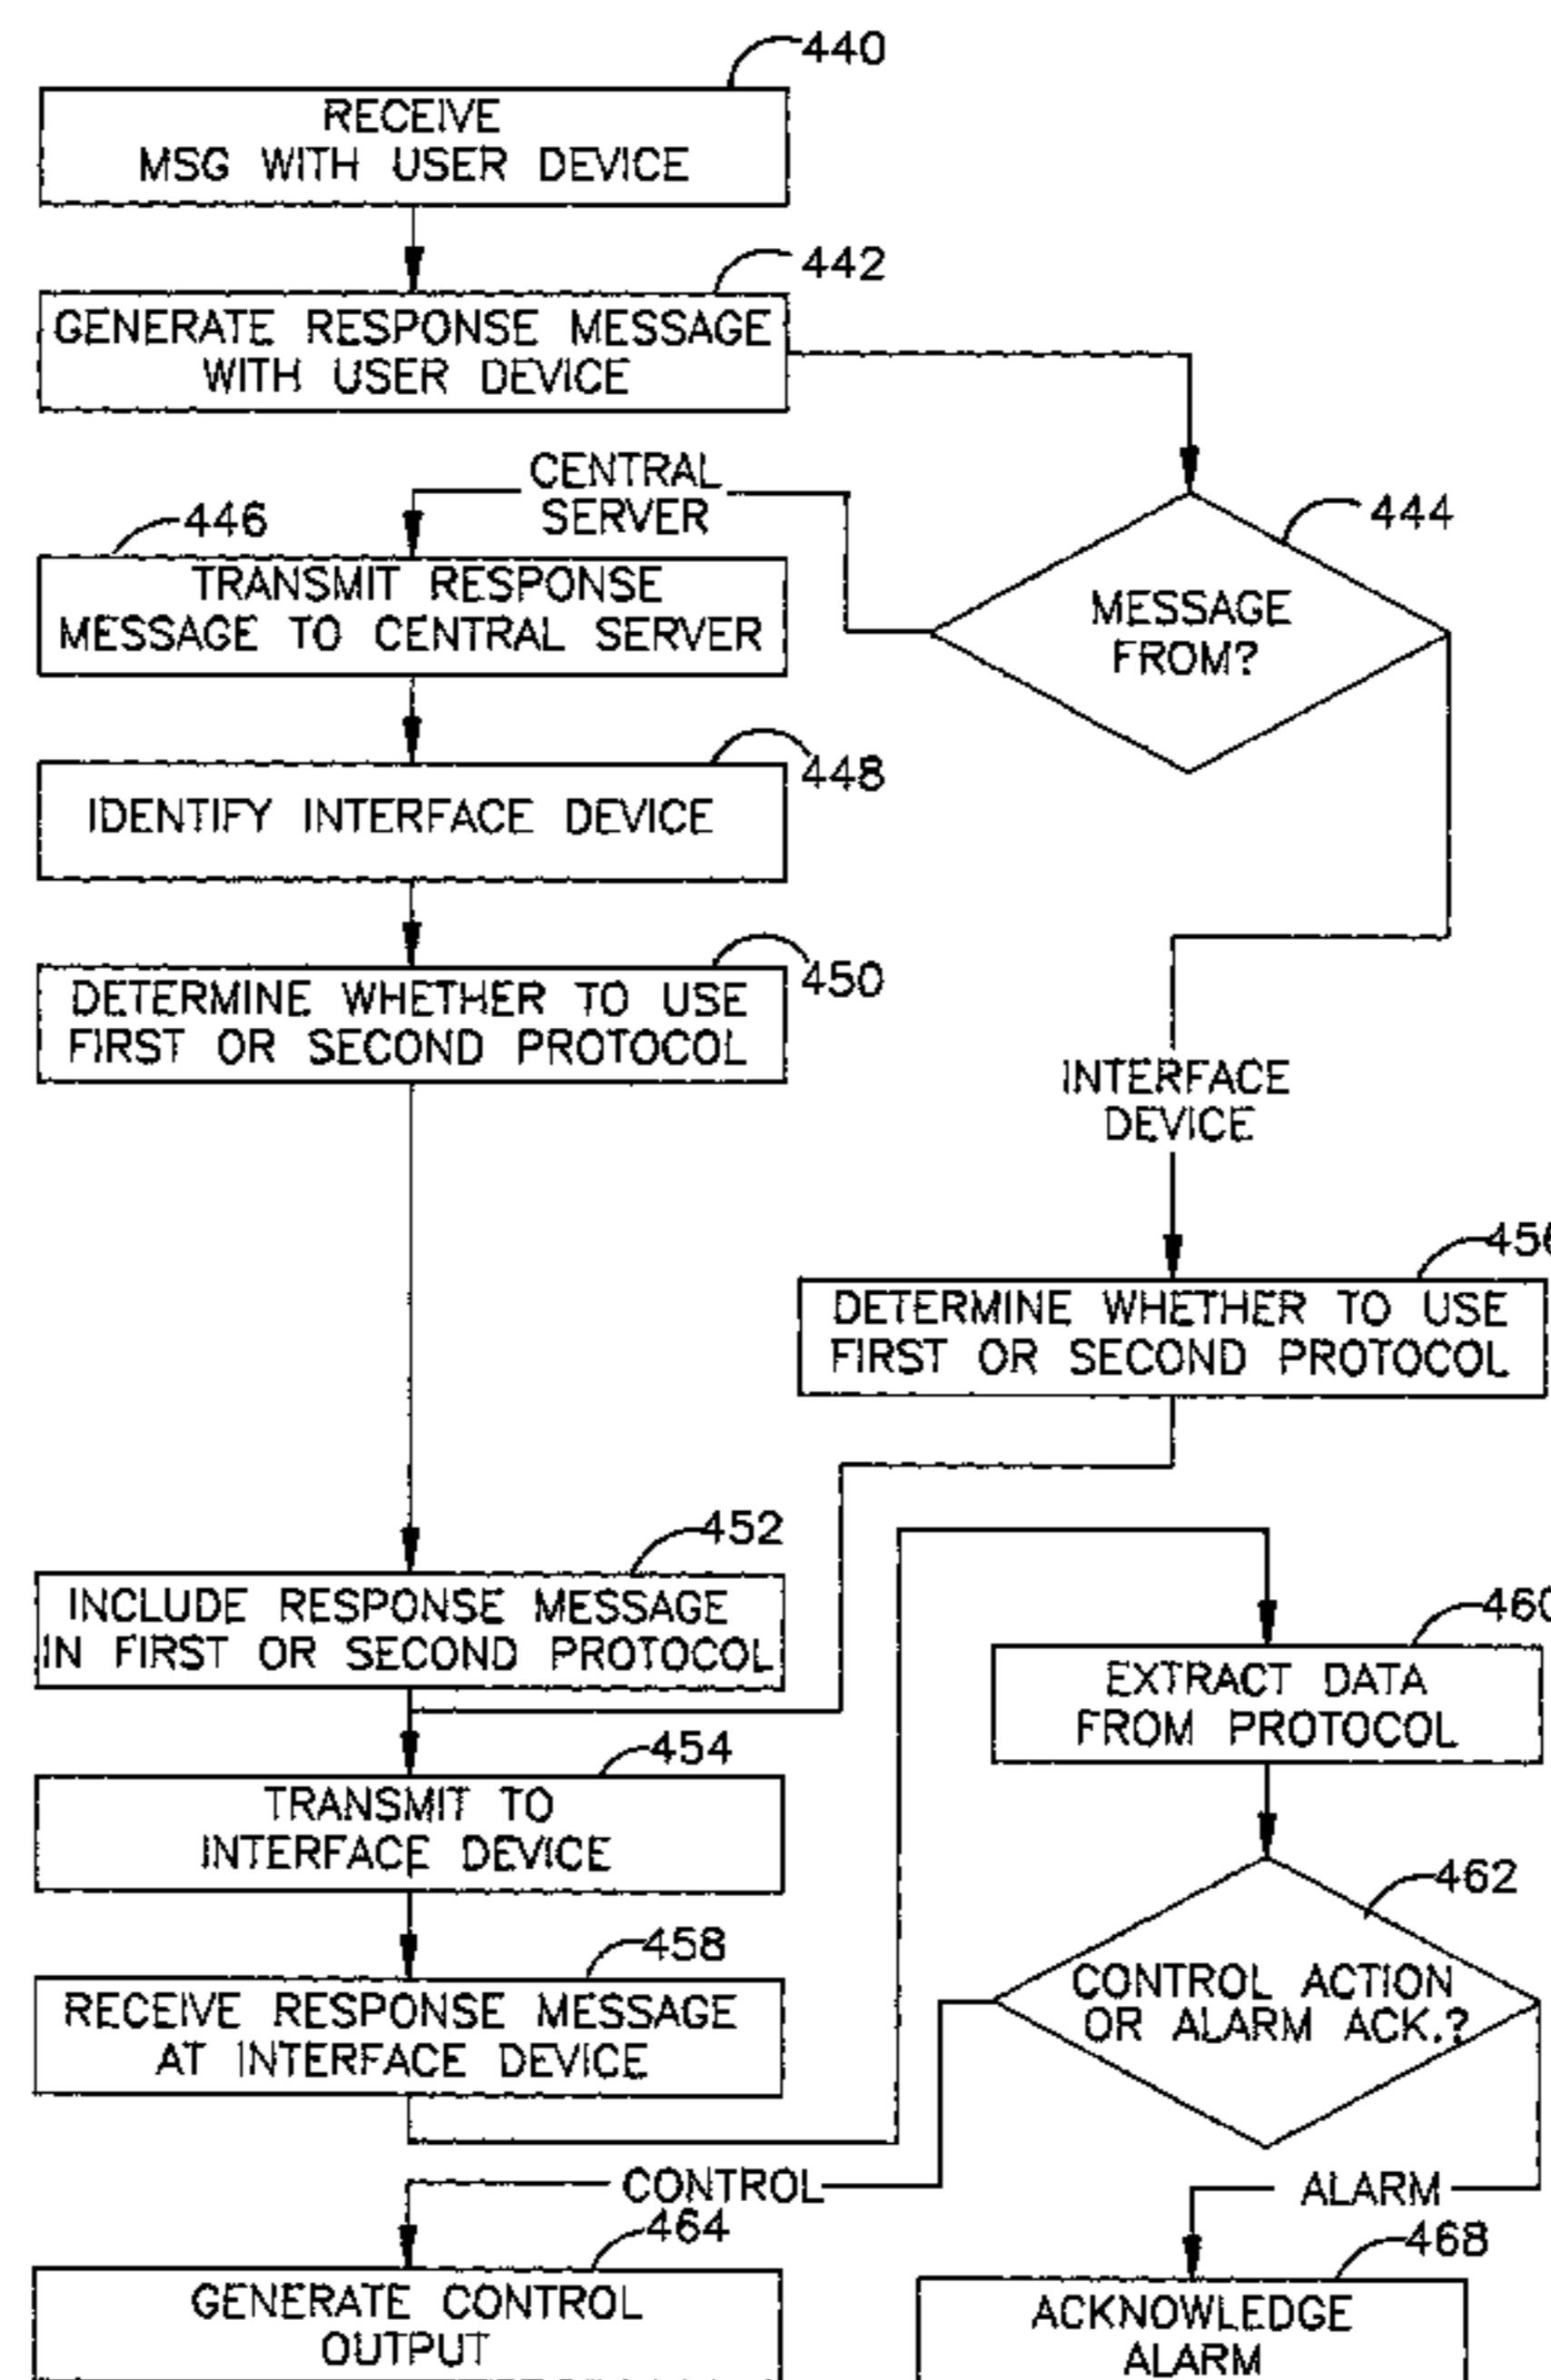 440
RECEIVE
MSG WITH USER DEVICE
442
GENERATE RESPONSE MESSAGE
WITH USER DEVICE
CENTRAL
SERVER
444
MESSAGE
FROM?
446
TRANSMIT RESPONSE
MESSAGE TO CENTRAL SERVER
448
IDENTIFY INTERFACE DEVICE
450
DETERMINE WHETHER TO USE
FIRST OR SECOND PROTOCOL
INTERFACE
DEVICE
456
DETERMINE WHETHER TO USE
FIRST OR SECOND PROTOCOL
452
INCLUDE RESPONSE MESSAGE
IN FIRST OR SECOND PROTOCOL
460
EXTRACT DATA
FROM PROTOCOL
454
TRANSMIT TO
INTERFACE DEVICE
462
CONTROL ACTION
OR ALARM ACK.?
458
RECEIVE RESPONSE MESSAGE
AT INTERFACE DEVICE
CONTROL
ALARM
464
GENERATE CONTROL
OUTPUT
468
ACKNOWLEDGE
ALARM